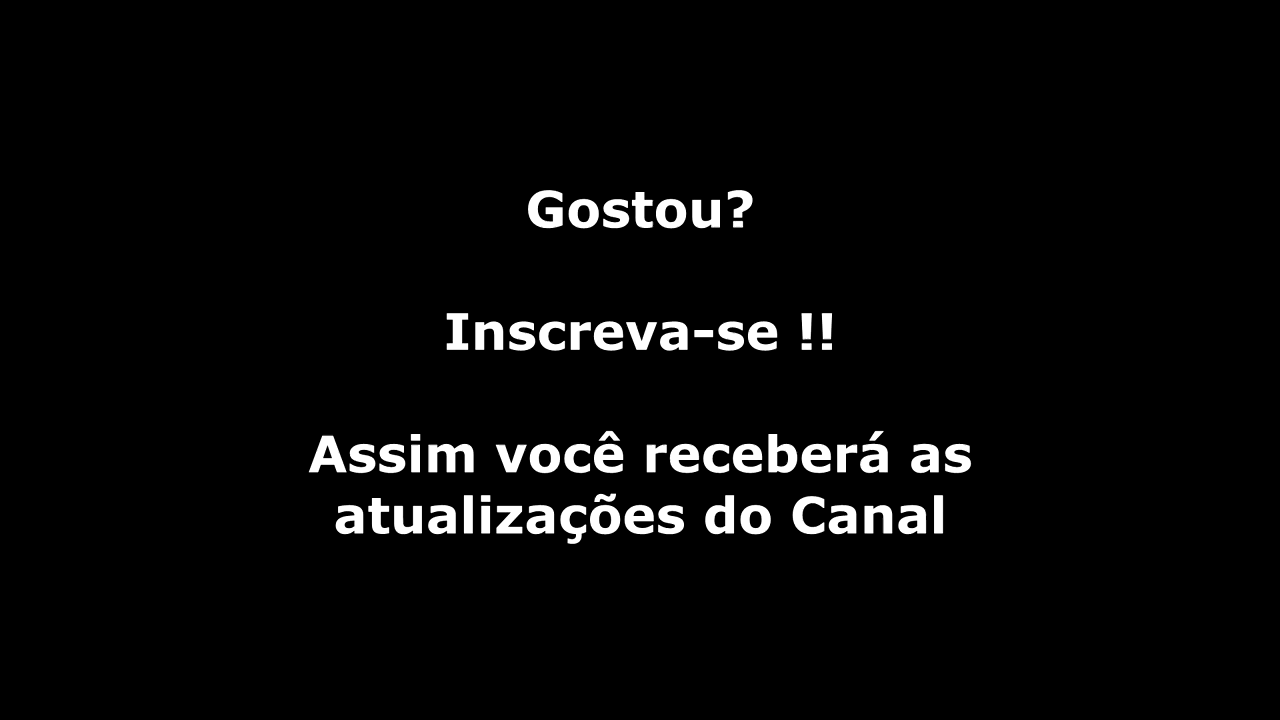 Gostou?
Inscreva-se !!
Assim você receberá as
atualizações do Canal